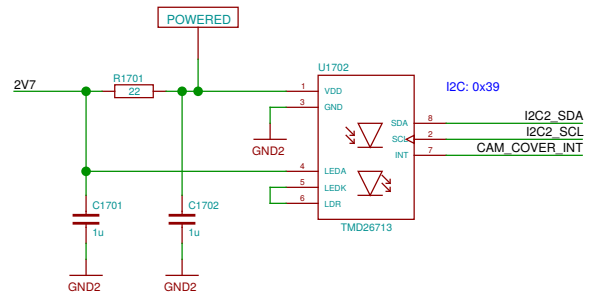 POWERED
U1702
2V7
R1701
22
I2C: 0x39
1
VDD
3
GND
SDA
8
I2C2_SDA
SCL
2
I2C2_SCL
INT
7
CAM_COVER_INT
GND2
4
LEDA
5
LEDK
6
LDR
C1701
1u
C1702
1u
TMD26713
GND2
GND2